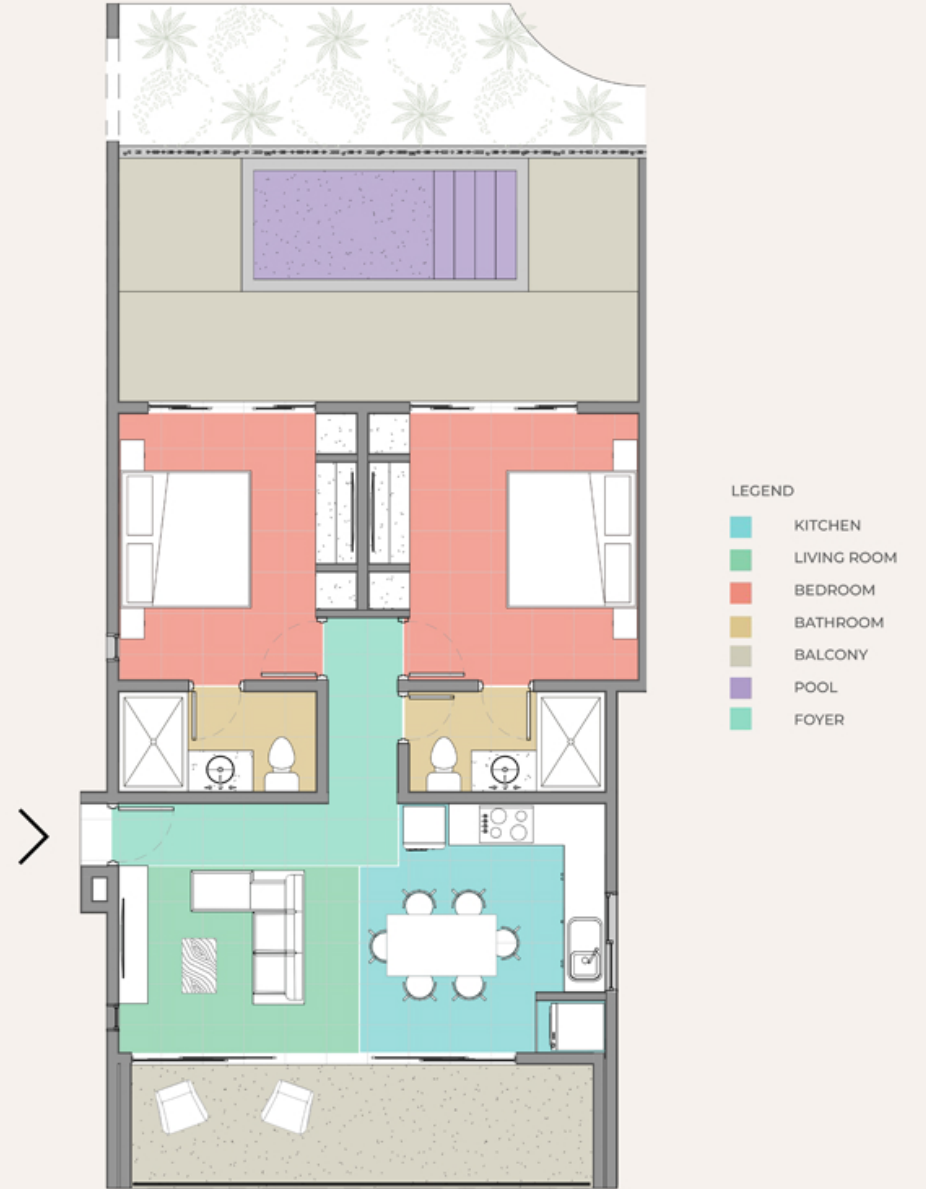 LEGEND
KITCHEN
LIVING ROOM
BEDROOM
BATHROOM
BALCONY
POOL
FOYER